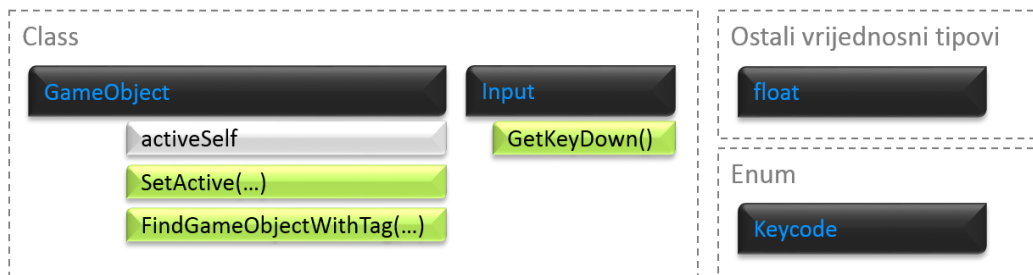 Class
GameObject
activeSelf
SetActive(...)
FindGameObjectWithTag(...)
Input
GetKeyDown()
Ostali vrijednosni tipovi
float
Enum
Keycode